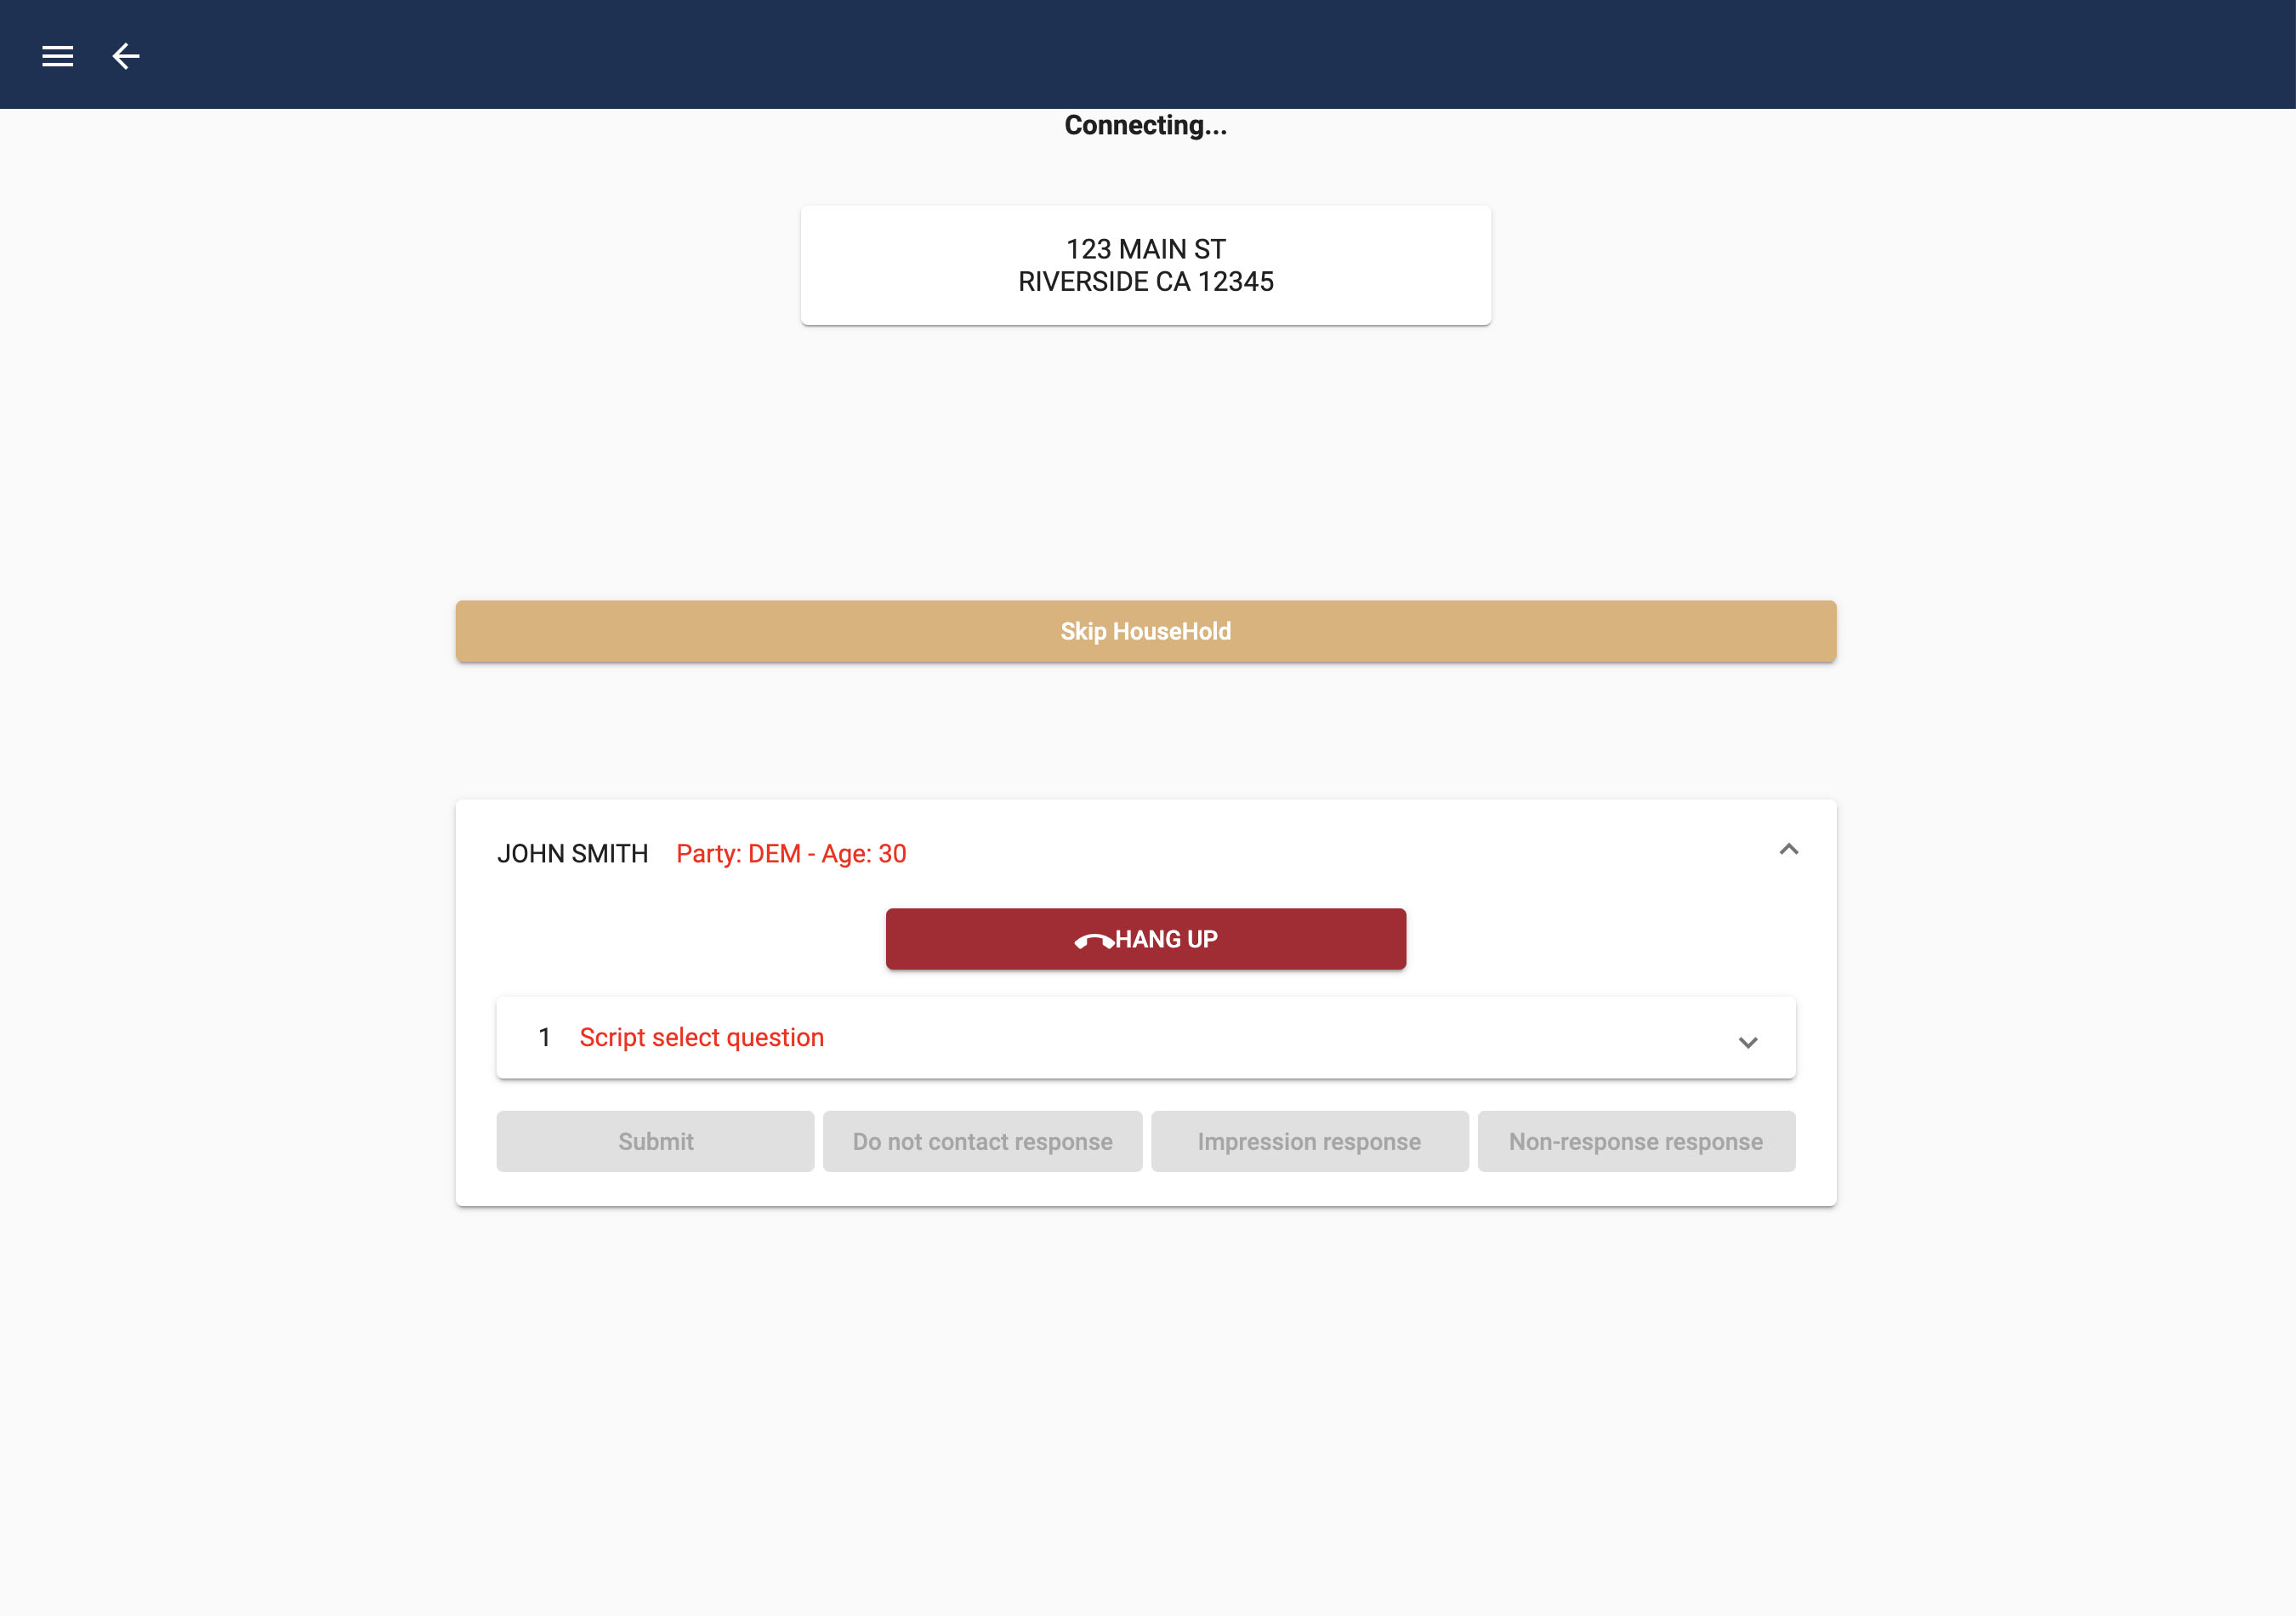 Connecting...
123 MAIN ST
RIVERSIDE CA 12345
Skip HouseHold
JOHN SMITH Party: DEM - Age: 30
HANG UP
1 Script select question
Submit Do not contact response Impression response Non-response response